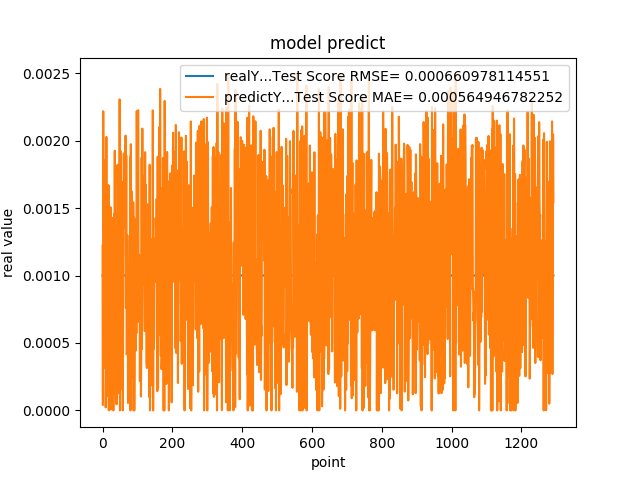 model predict
realY...Test Score RMSE= 0.000660978114551
predictY...Test Score MAE= 0.000564946782252
0.0025
0.0020
0.0015
0.0010
0.0005
0.0000
real value
0 200 400 600 800 1000 1200
point